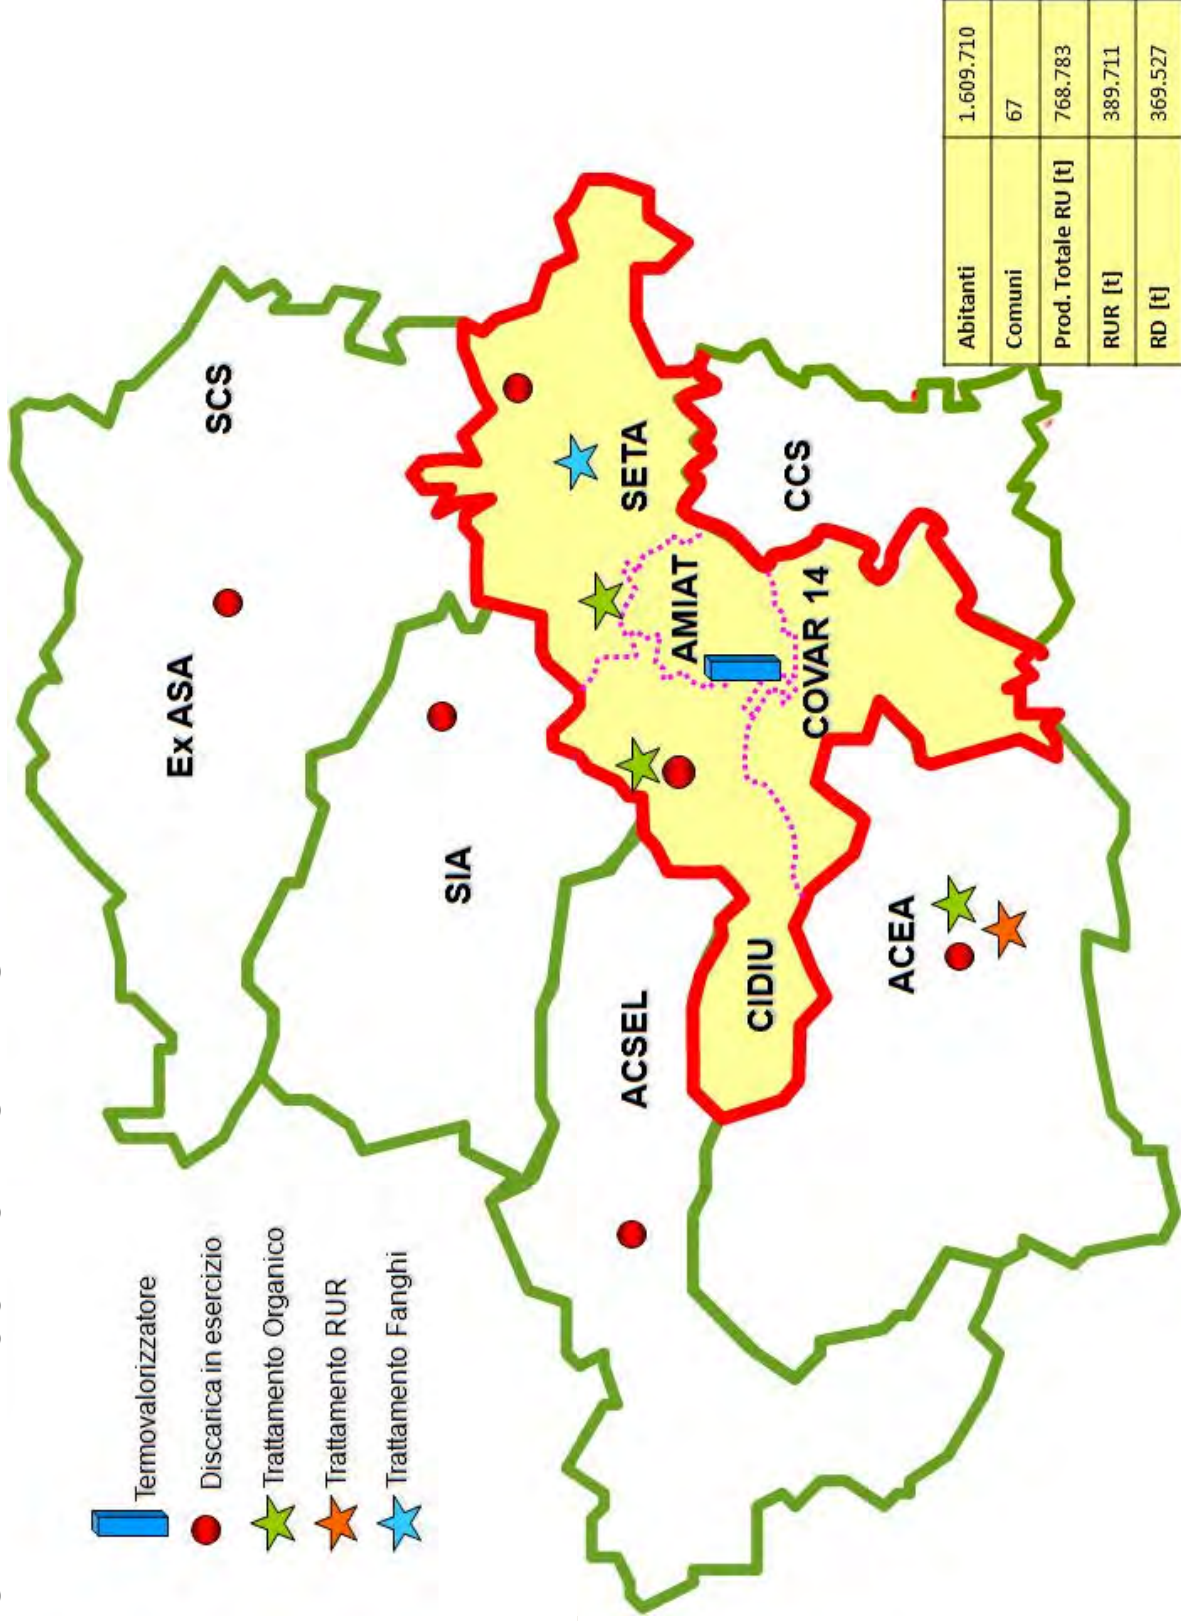 Termovalorizzatore
Discarica in esercizio
Trattamento Organico
Trattamento RUR
Trattamento Fanghi
Ex ASA
SCS
SIA
ACSEL
SETA
AMIAT
CIDIU
COVAR 14
CCS
ACEA
Abitanti 1.609.710
Comuni 67
Prod. Totale RU [t] 768.783
RUR [t] 389.711
RD [t] 369.527